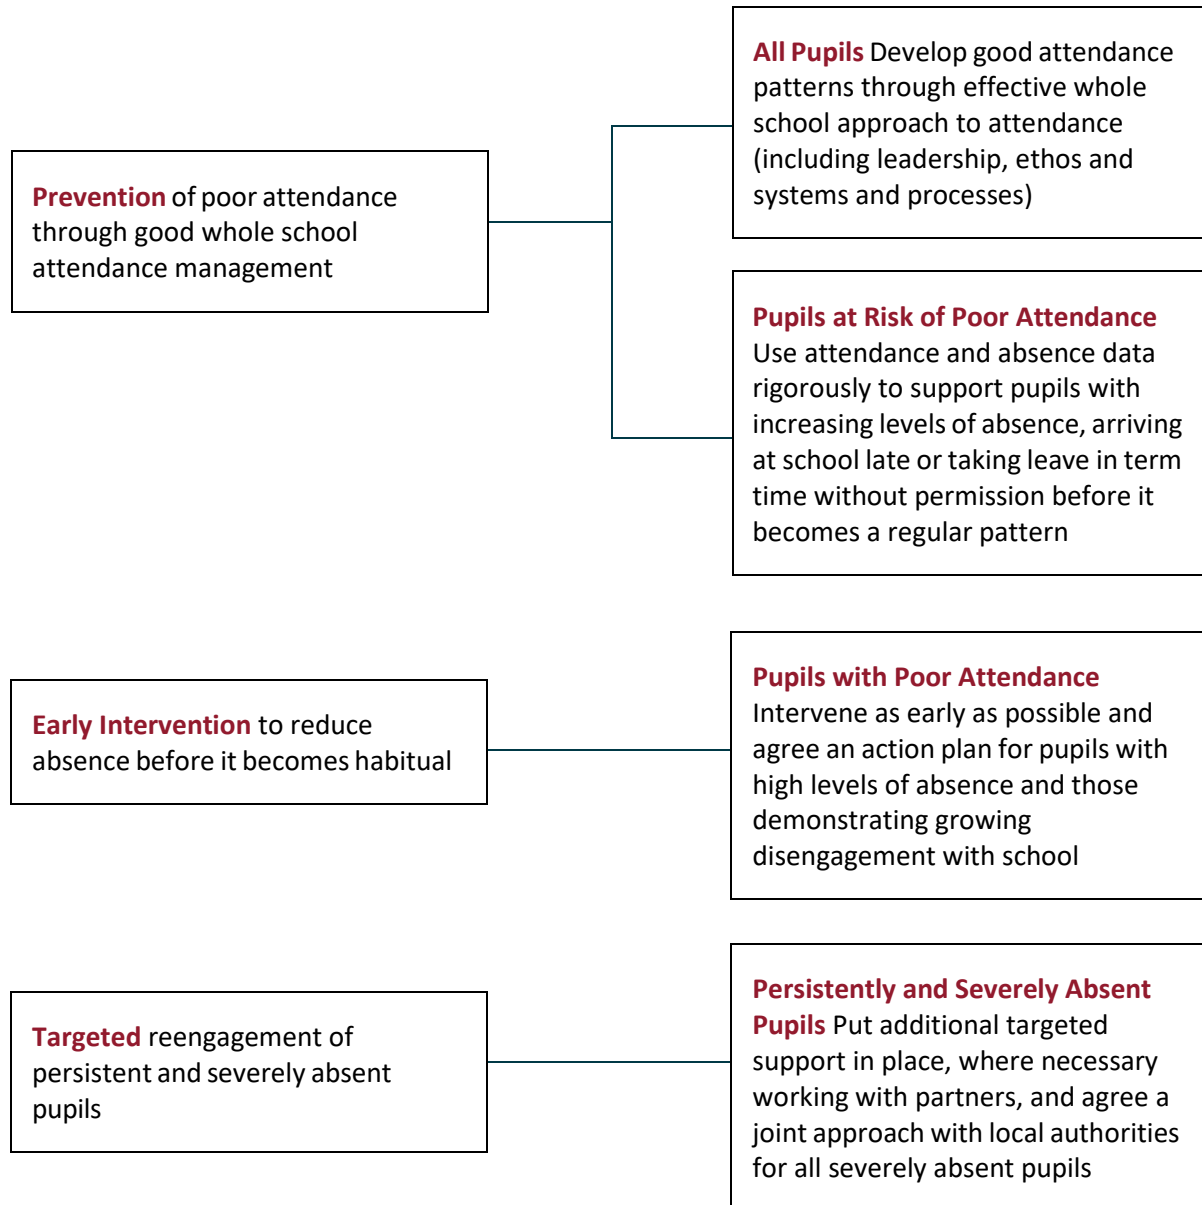 Prevention of poor attendance
through good whole school
attendance management
All Pupils Develop good attendance
patterns through effective whole
school approach to attendance
(including leadership, ethos and
systems and processes)
Pupils at Risk of Poor Attendance
Use attendance and absence data
rigorously to support pupils with
increasing levels of absence, arriving
at school late or taking leave in term
time without permission before it
becomes a regular pattern
Early Intervention to reduce
absence before it becomes habitual
Pupils with Poor Attendance
Intervene as early as possible and
agree an action plan for pupils with
high levels of absence and those
demonstrating growing
disengagement with school
Targeted reengagement of
persistent and severely absent
pupils
Persistently and Severely Absent
Pupils Put additional targeted
support in place, where necessary
working with partners, and agree a
joint approach with local authorities
for all severely absent pupils